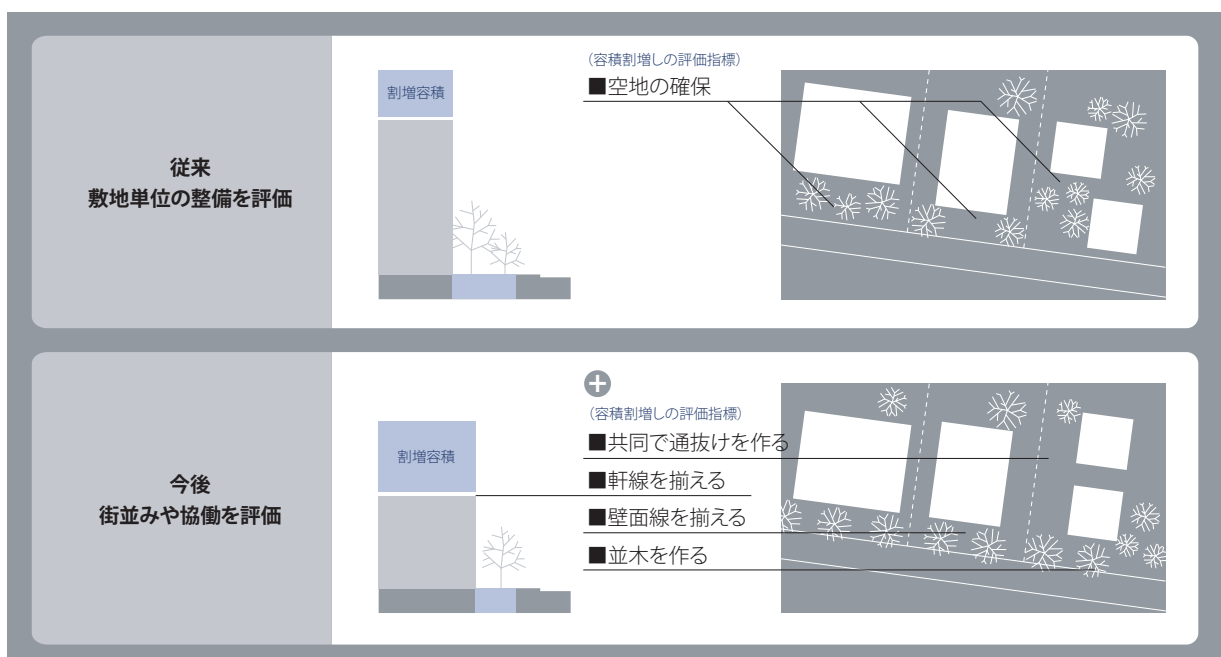 従来
敷地単位の整備を評価
割増容積
（容積割増しの評価指標）
■空地の確保
今後
街並みや協働を評価
割増容積
（容積割増しの評価指標）
■共同で通抜けを作る
■軒線を揃える
■壁面線を揃える
■並木を作る